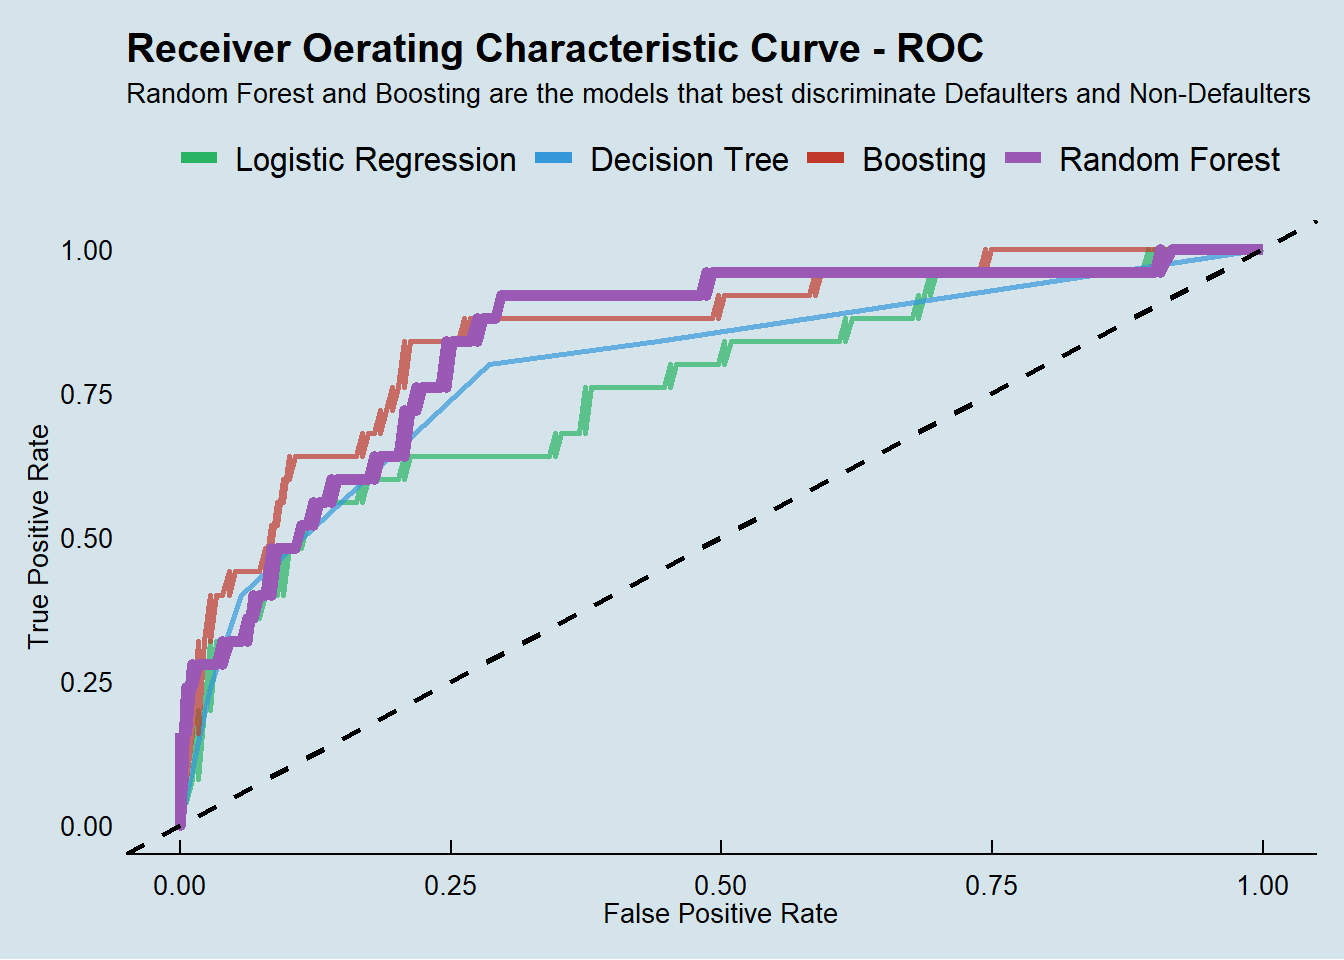 Receiver Oerating Characteristic Curve - ROC
Random Forest and Boosting are the models that best discriminate Defaulters and Non-Defaulters
Logistic Regression Decision Tree Boosting Random Forest
1.00
0.75
0.50
0.25
0.00
True Positive Rate
0.00 0.25 0.50 0.75 1.00
False Positive Rate